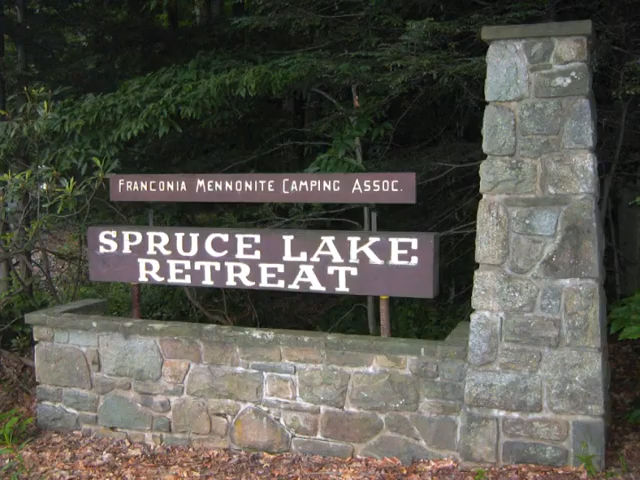 FRANCONIA MENNONITE CAMPING ASSOC.
SPRUCE LAKE
RETREAT